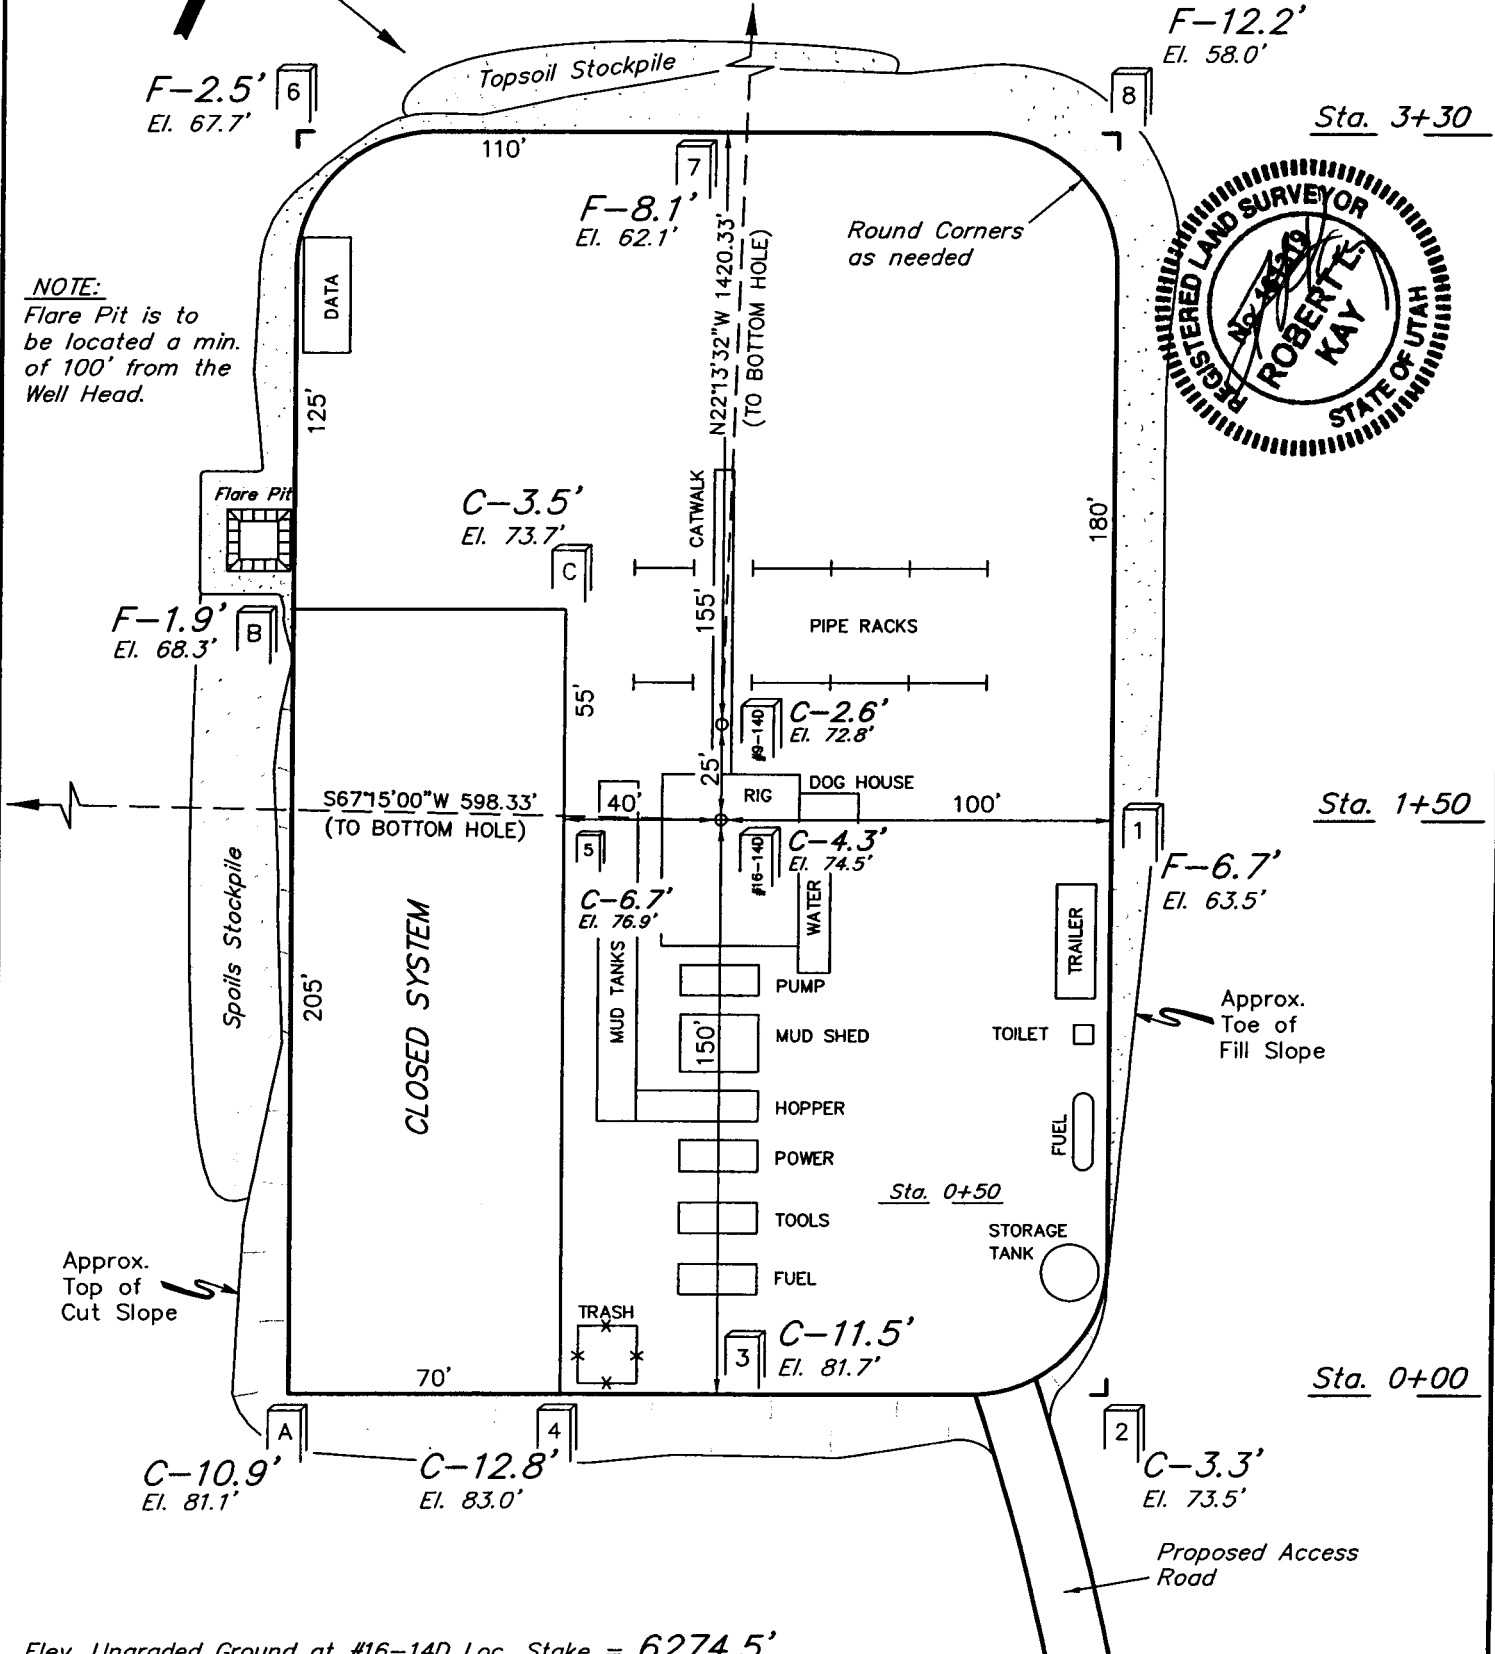 F-12.2'
El. 58.0'
8
Topsoil Stockpile
F-2.5'
El. 67.7'
6
Sta. 3+30
110'
7
F-8.1'
El. 62.1'
Round Corners
as needed
N22°13'32"W 1420.33'
(TO BOTTOM HOLE)
REGISTERED LAND SURVEYOR
ROBERT L.
KAY
STATE OF UTAH
DATA
NOTE:
Flare Pit is to
be located a min.
of 100' from the
Well Head.
125'
Flare Pit
C-3.5'
El. 73.7'
C
CATWALK
180'
155'
PIPE RACKS
F-1.9'
El. 68.3'
B
55'
#9-14D
C-2.6'
El. 72.8'
25'
RIG
DOG HOUSE
S67°15'00"W 598.33'
(TO BOTTOM HOLE)
40'
100'
Sta. 1+50
1
5
#16-14D
C-4.3'
El. 74.5'
F-6.7'
El. 63.5'
C-6.7'
El. 76.9'
WATER
TRAILER
Spoils Stockpile
CLOSED SYSTEM
205'
MUD TANKS
PUMP
150'
MUD SHED
TOILET
Approx.
Toe of
Fill Slope
HOPPER
FUEL
POWER
Sta. 0+50
TOOLS
STORAGE
TANK
FUEL
Approx.
Top of
Cut Slope
TRASH
3
C-11.5'
El. 81.7'
70'
Sta. 0+00
A
4
2
C-10.9'
El. 81.1'
C-12.8'
El. 83.0'
C-3.3'
El. 73.5'
Proposed Access
Road
Elev. Ungraded Ground at #16-14D Loc. Stake = 6274.5'